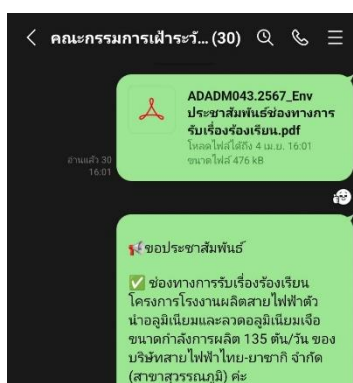 คณะกรรมการเฝ้าระวั... (30)
ADADM043.2567_Env
ประชาสัมพันธ์ช่องทางการ
รับเรื่องร้องเรียน.pdf
โหลดไฟล์ได้ถึง 4 เม.ย. 16:01
ขนาดไฟล์ 476 kB
อ่านแล้ว 30
16:01
📢 ขอประชาสัมพันธ์
✅ ช่องทางการรับเรื่องร้องเรียน
โครงการโรงงานผลิตสายไฟฟ้าตัว
นำอลูมิเนียมและลวดอลูมิเนียมเจือ
ขนาดกำลังการผลิต 135 ตัน/วัน ของ
บริษัทสายไฟฟ้าไทย-ยาซากิ จำกัด
(สาขาสุวรรณภูมิ) ค่ะ